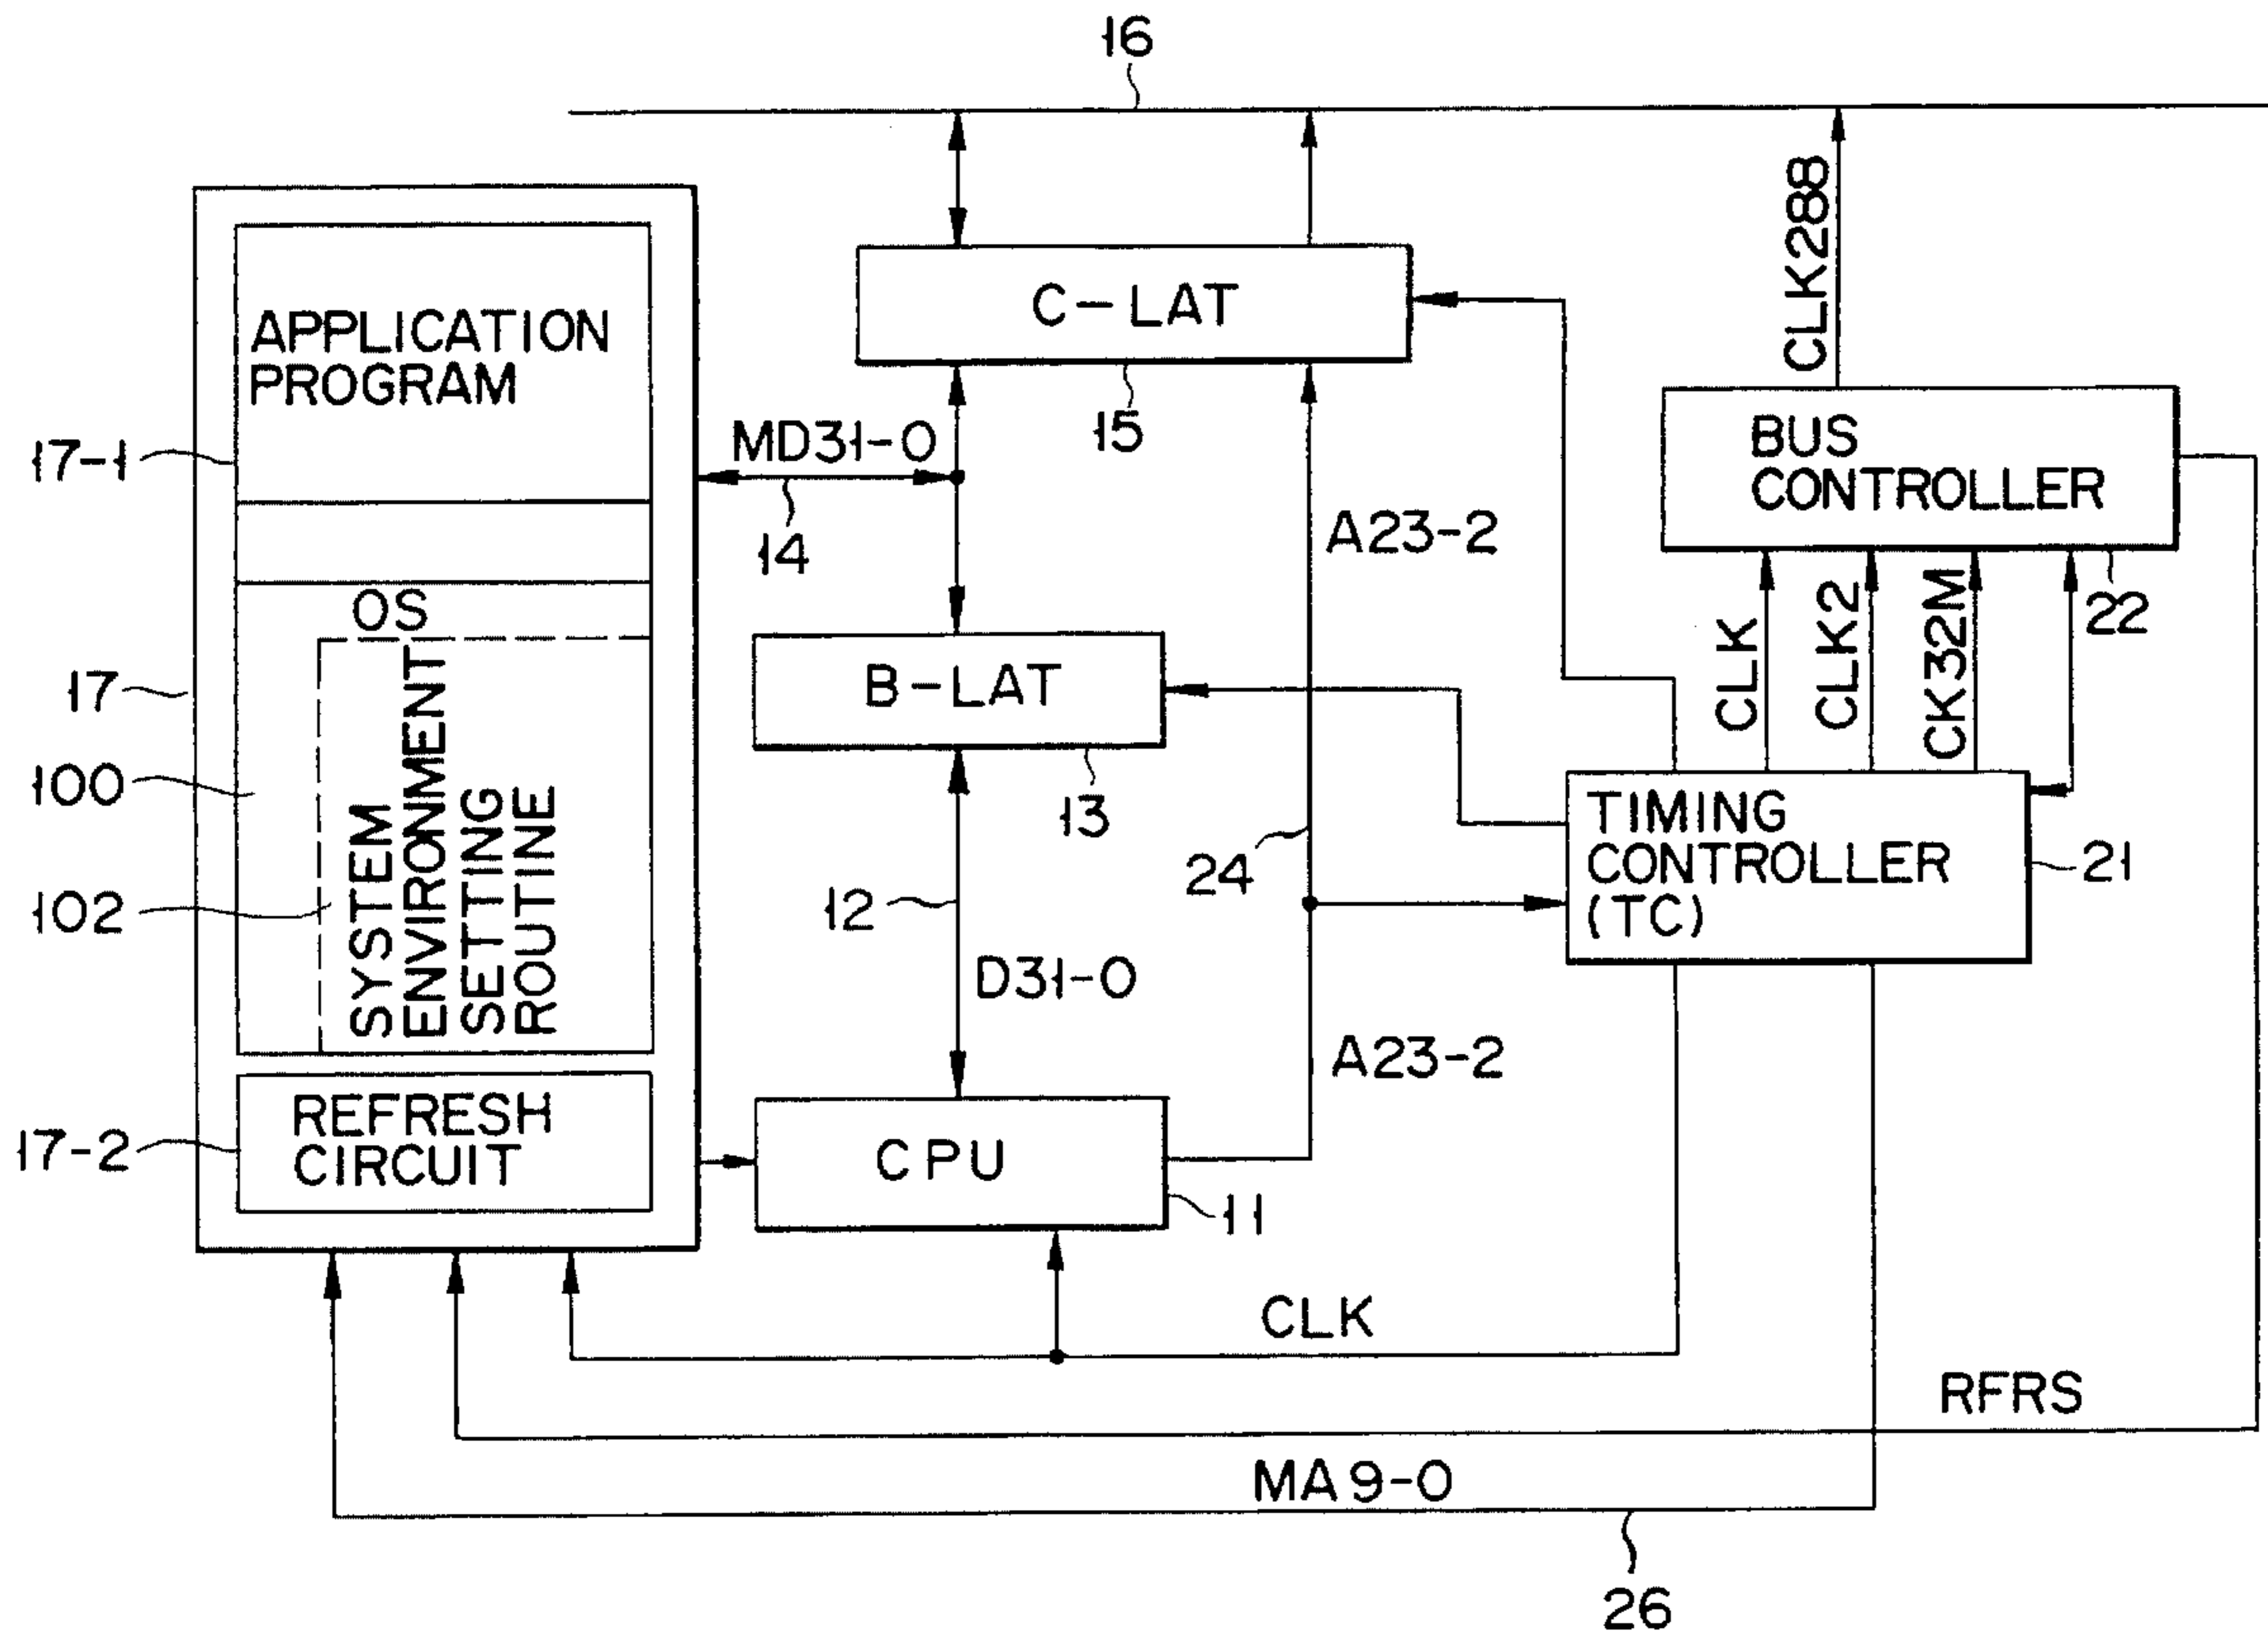 16
CLK288
APPLICATION
PROGRAM
C-LAT
15
17-1
MD31-0
14
A23-2
BUS
CONTROLLER
22
OS
CLK
CLK2
CK32M
17
B-LAT
13
100
SYSTEM
ENVIRONMENT
SETTING
ROUTINE
102
12
24
TIMING
CONTROLLER
(TC)
21
D31-0
A23-2
REFRESH
CIRCUIT
17-2
CPU
11
CLK
RFRS
MA9-0
26